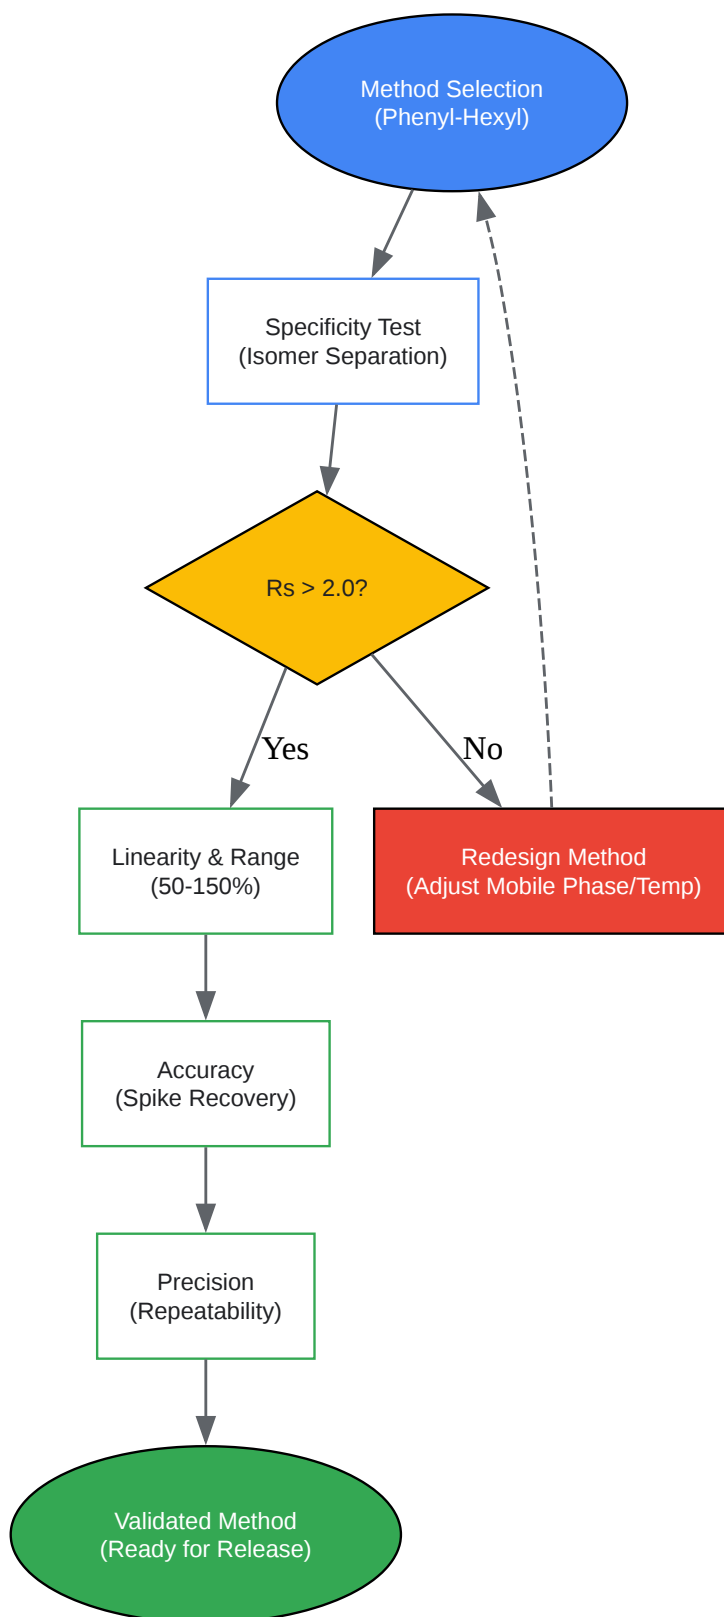 Method Selection
(Phenyl-Hexyl)
Specificity Test
(Isomer Separation)
Rs > 2.0?
Yes
No
Linearity & Range
(50-150%)
Redesign Method
(Adjust Mobile Phase/Temp)
Accuracy
(Spike Recovery)
Precision
(Repeatability)
Validated Method
(Ready for Release)